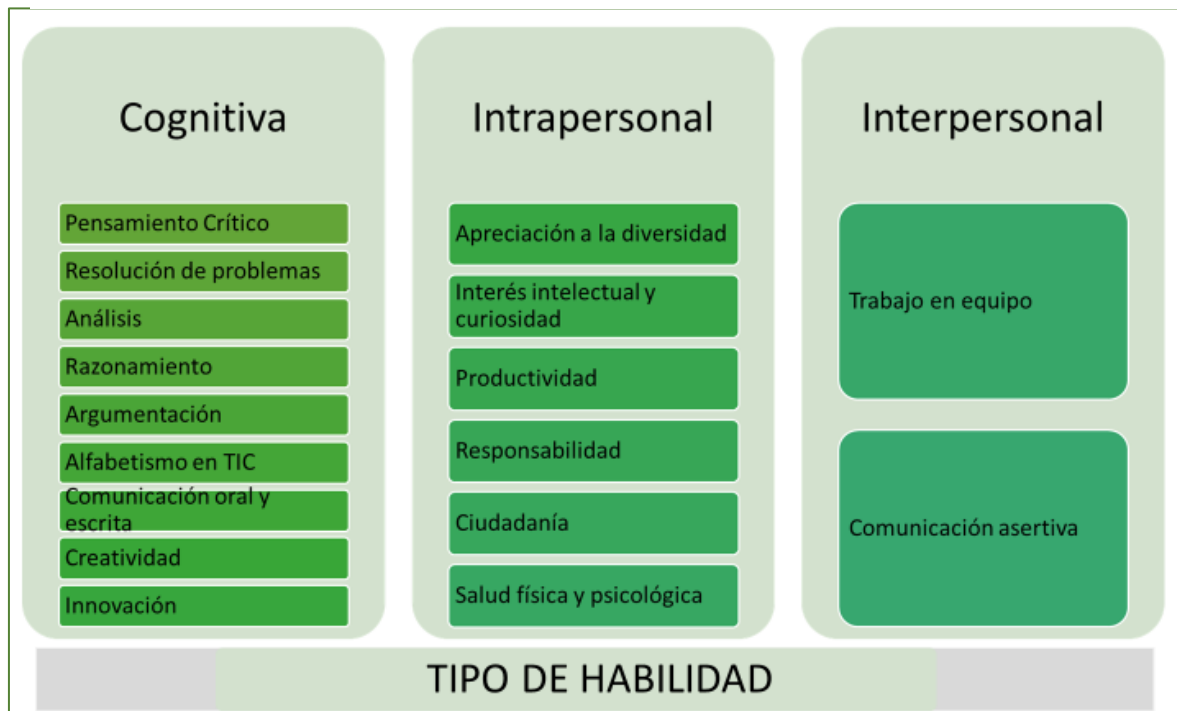 Cognitiva
Pensamiento Crítico
Resolución de problemas
Análisis
Razonamiento
Argumentación
Alfabetismo en TIC
Comunicación oral y
escrita
Creatividad
Innovación
Intrapersonal
Apreciación a la diversidad
Interés intelectual y
curiosidad
Productividad
Responsabilidad
Ciudadanía
Salud física y psicológica
Interpersonal
Trabajo en equipo
Comunicación asertiva
TIPO DE HABILIDAD